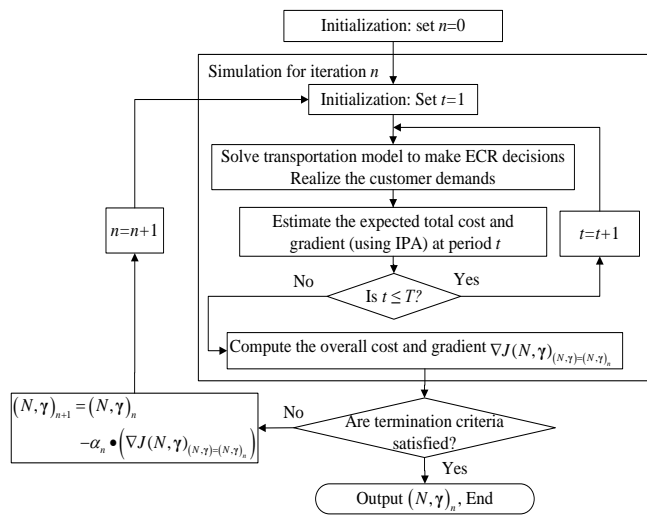 Initialization: set n=0
Simulation for iteration n
Initialization: Set t=1
Solve transportation model to make ECR decisions
Realize the customer demands
Estimate the expected total cost and
gradient (using IPA) at period t
n=n+1
t=t+1
No
Yes
Is t ≤ T?
Compute the overall cost and gradient ∇J(N,γ)_{(N,γ)=(N,γ)_n}
(N,γ)_{n+1} = (N,γ)_n
−α_n •(∇J(N,γ)_{(N,γ)=(N,γ)_n})
No
Are termination criteria
satisfied?
Yes
Output (N,γ)_n, End